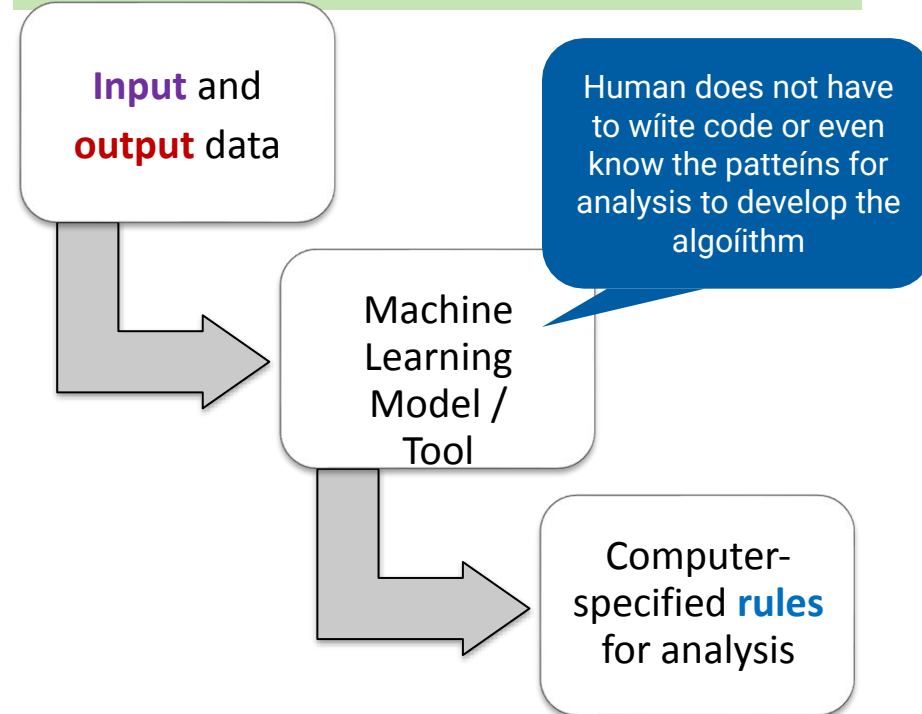 Input and
output data
Human does not have
to wíite code or even
know the patteíns for
analysis to develop the
algoíithm
Machine
Learning
Model /
Tool
Computer-
specified rules
for analysis